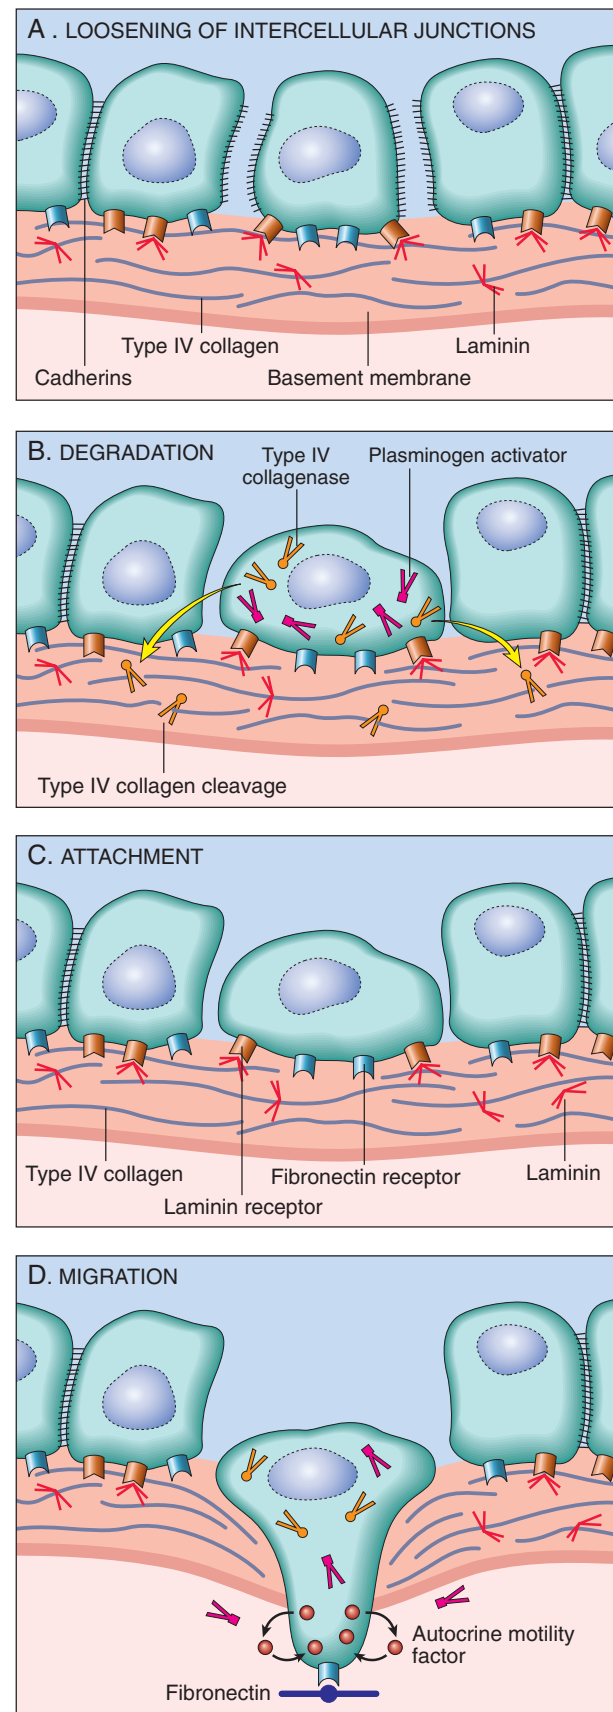 A. LOOSENING OF INTERCELLULAR JUNCTIONS
Type IV collagen
Laminin
Cadherins
Basement membrane
B. DEGRADATION
Type IV
collagenase
Plasminogen activator
Type IV collagen cleavage
C. ATTACHMENT
Type IV collagen
Fibronectin receptor
Laminin
Laminin receptor
D. MIGRATION
Autocrine motility
factor
Fibronectin